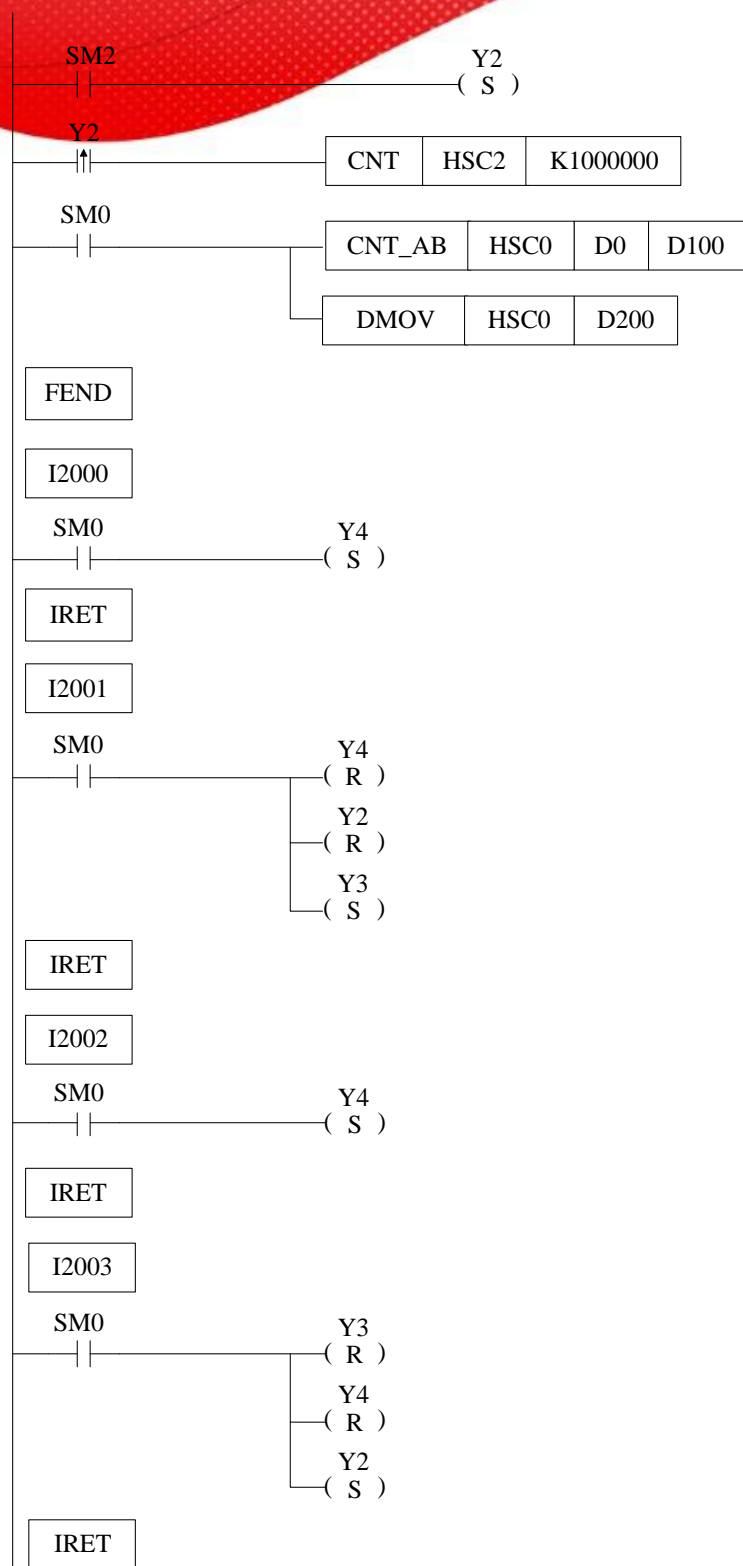 SM2
Y2
( S )
Y2
CNT HSC2 K1000000
SM0
CNT_AB HSC0 D0 D100
DMOV HSC0 D200
FEND
I2000
SM0
Y4
( S )
IRET
I2001
SM0
Y4
( R )
Y2
( R )
Y3
( S )
IRET
I2002
SM0
Y4
( S )
IRET
I2003
SM0
Y3
( R )
Y4
( R )
Y2
( S )
IRET